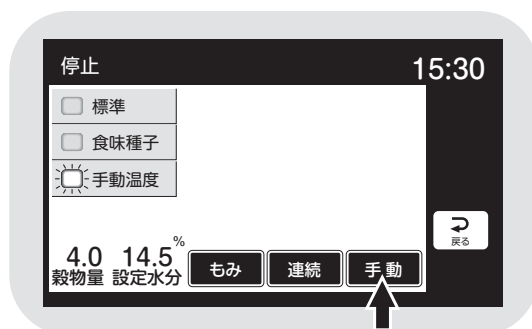 停止 15:30
標準
食味種子
手動温度
戻る
4.0 14.5%
穀物量 設定水分
もみ 連続 手動